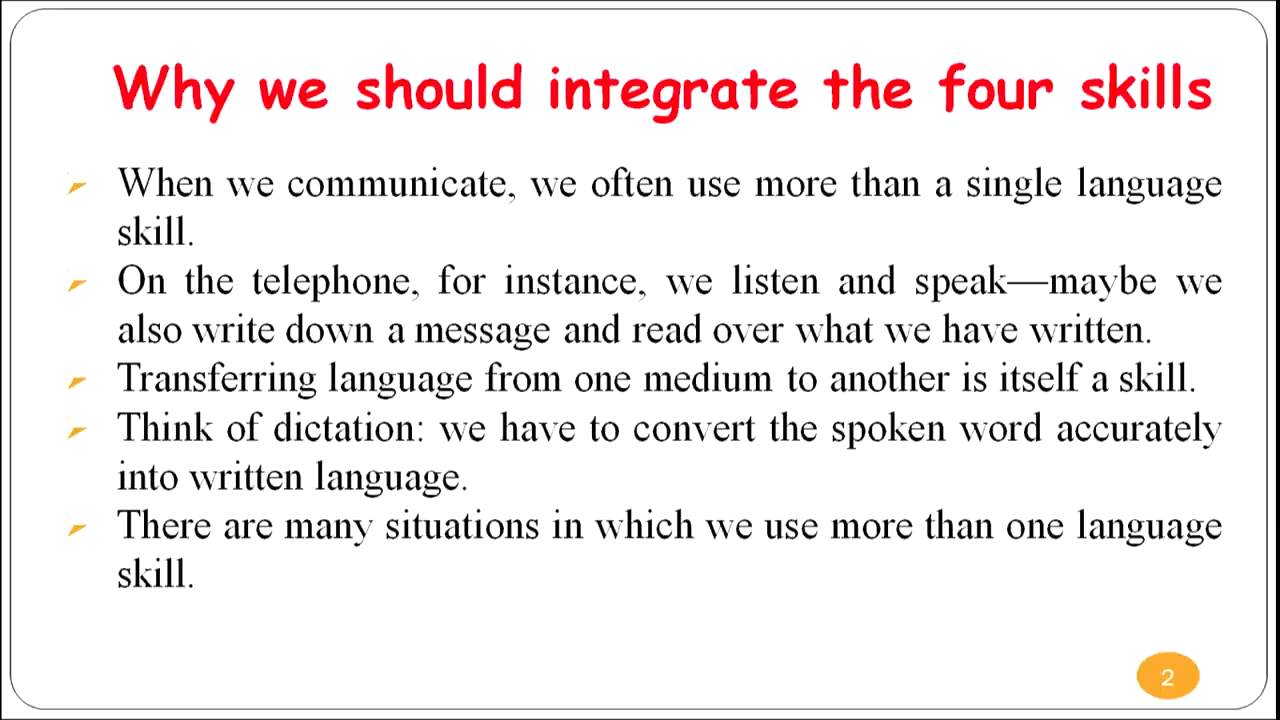 Why we should integrate the four skills
When we communicate, we often use more than a single language
skill.
On the telephone, for instance, we listen and speak—maybe we
also write down a message and read over what we have written.
Transferring language from one medium to another is itself a skill.
Think of dictation: we have to convert the spoken word accurately
into written language.
There are many situations in which we use more than one language
skill.
2